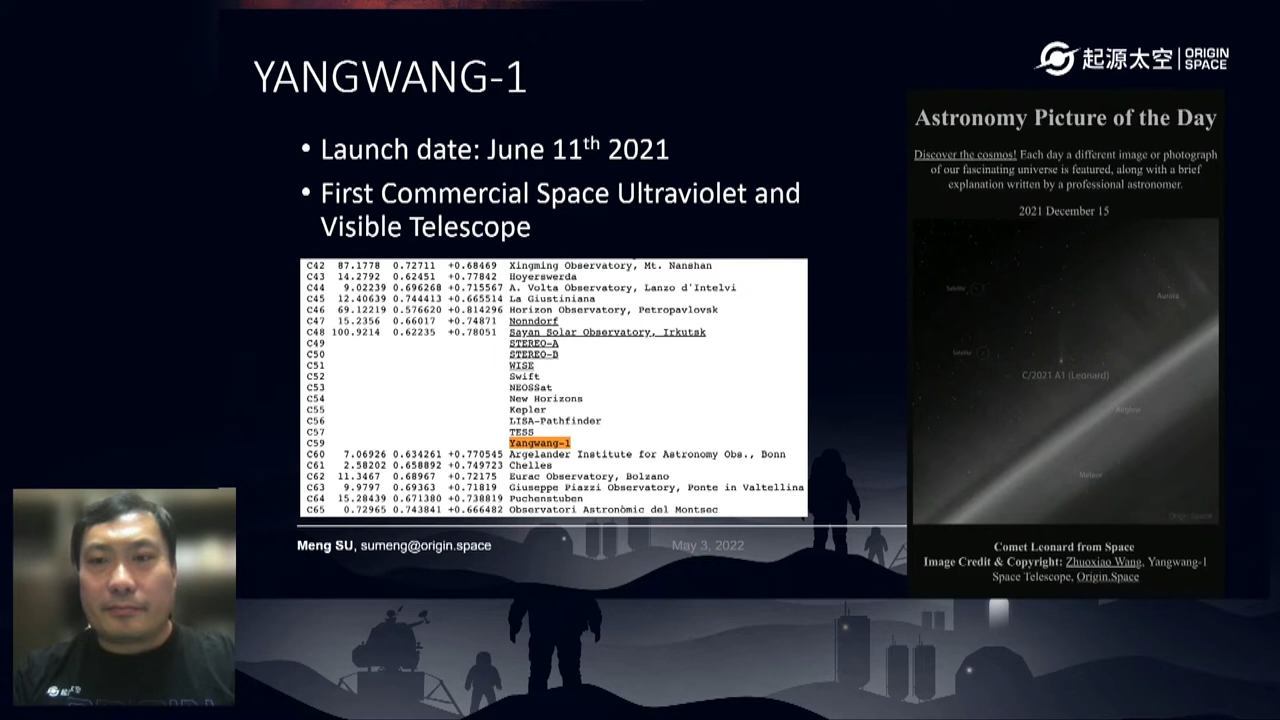 YANGWANG-1
起源太空 | ORIGIN SPACE
• Launch date: June 11th 2021
• First Commercial Space Ultraviolet and
Visible Telescope
C42 87.1778 0.72711 +0.68469 Xingming Observatory, Mt. Nanshan
C43 14.2792 0.62451 +0.77842 Hoyerswerda
C44 9.02239 0.696268 +0.715567 A. Volta Observatory, Lanzo d'Intelvi
C45 12.40639 0.744413 +0.665514 La Giustiniana
C46 69.12219 0.576620 +0.814296 Horizon Observatory, Petropavlovsk
C47 15.2356 0.66017 +0.74871 Nonndorf
C48 100.9214 0.62235 +0.78051 Sayan Solar Observatory, Irkutsk
C49 STEREO-A
C50 STEREO-B
C51 WISE
C52 Swift
C53 NEOSSat
C54 New Horizons
C55 Kepler
C56 LISA-Pathfinder
C57 TESS
C59 Yangwang-1
C60 7.06926 0.634261 +0.770545 Argelander Institute for Astronomy Obs., Bonn
C61 2.58202 0.658892 +0.749723 Chelles
C62 11.3467 0.68967 +0.72175 Eurac Observatory, Bolzano
C63 9.9797 0.69363 +0.71819 Giuseppe Piazzi Observatory, Ponte in Valtellina
C64 15.28439 0.671380 +0.738819 Puchenstuben
C65 0.72965 0.743841 +0.666482 Observatori Astronòmic del Montsec
Meng SU, sumeng@origin.space
May 3, 2022
Astronomy Picture of the Day
Discover the cosmos! Each day a different image or photograph
of our fascinating universe is featured, along with a brief
explanation written by a professional astronomer.
2021 December 15
Satellite
Aurora
Satellite
C/2021 A1 (Leonard)
Airglow
Meteor
Origin.Space
Comet Leonard from Space
Image Credit & Copyright: Zhuoxiao Wang, Yangwang-1
Space Telescope, Origin.Space
起源太空